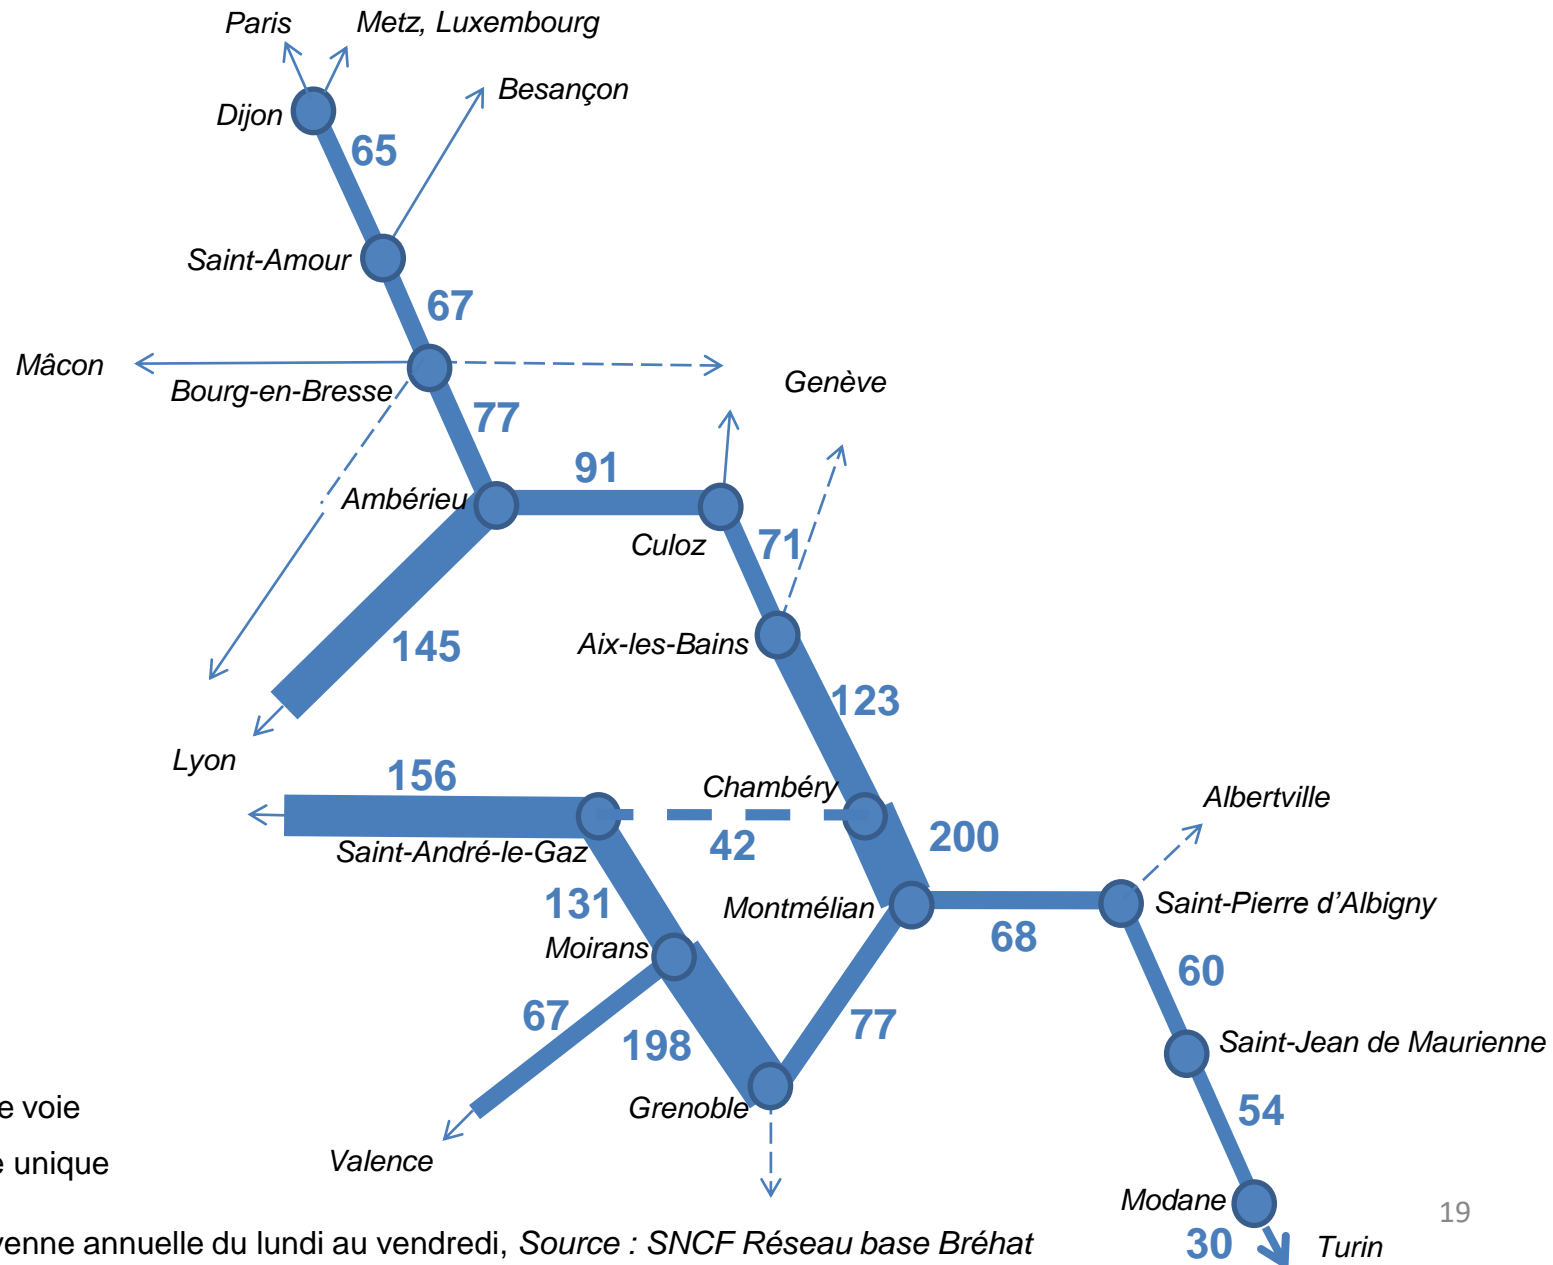 Paris
Metz, Luxembourg
Besançon
Dijon
65
Saint-Amour
67
Mâcon
Bourg-en-Bresse
Genève
77
91
Ambérieu
Culoz
71
145
Aix-les-Bains
123
Lyon
156
Chambéry
Albertville
42
200
Saint-André-le-Gaz
131
Montmélian
Saint-Pierre d’Albigny
68
Moirans
60
67
198
77
Saint-Jean de Maurienne
Grenoble
54
e voie
unique
Valence
Modane
19
yenne annuelle du lundi au vendredi, Source : SNCF Réseau base Bréhat
30
Turin